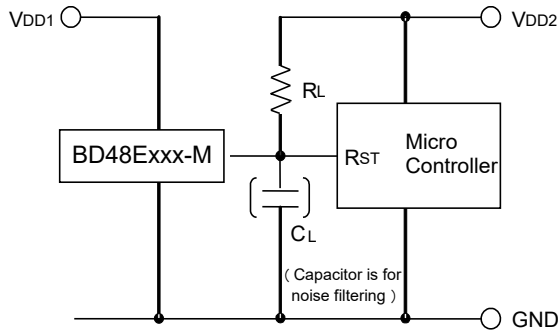 VDD1
VDD2
RL
BD48Exxx-M
RST
Micro
Controller
CL
( Capacitor is for
noise filtering )
GND